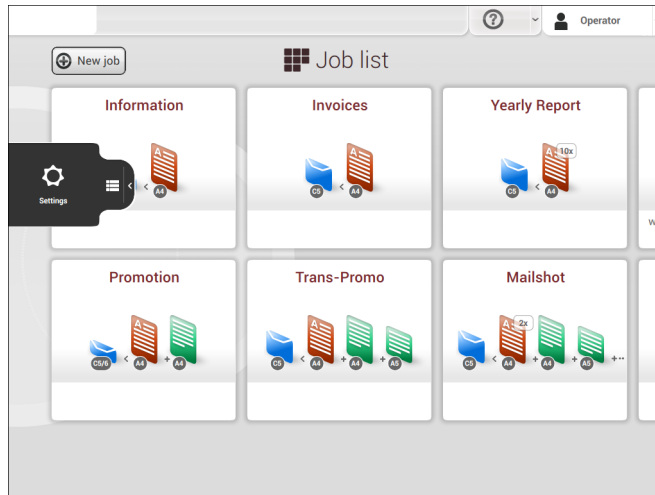 Operator
New job
Job list
Information
Invoices
Yearly Report
A
A4
C5
A
A4
C5
A
10x
A4
Settings
W
Promotion
Trans-Promo
Mailshot
C5/6
A
A4
A4
C5
A
A4
A4
A5
C5
A
2x
A4
A4
A5